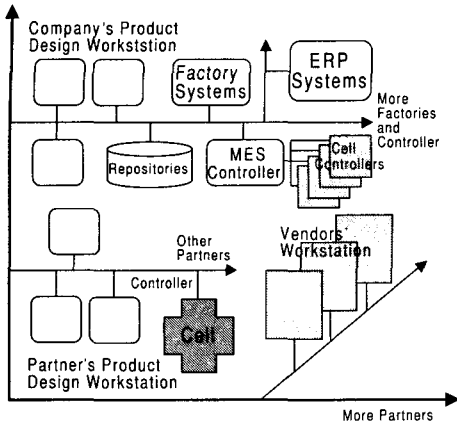 Company's Product
Design Workststion
Factory
Systems
ERP
Systems
More
Factories
and
Controller
Repositories
MES
Controller
Cell
Controllers
Other
Partners
Vendors'
Workstation
Controller
Cell
Partner's Product
Design Workstation
More Partners